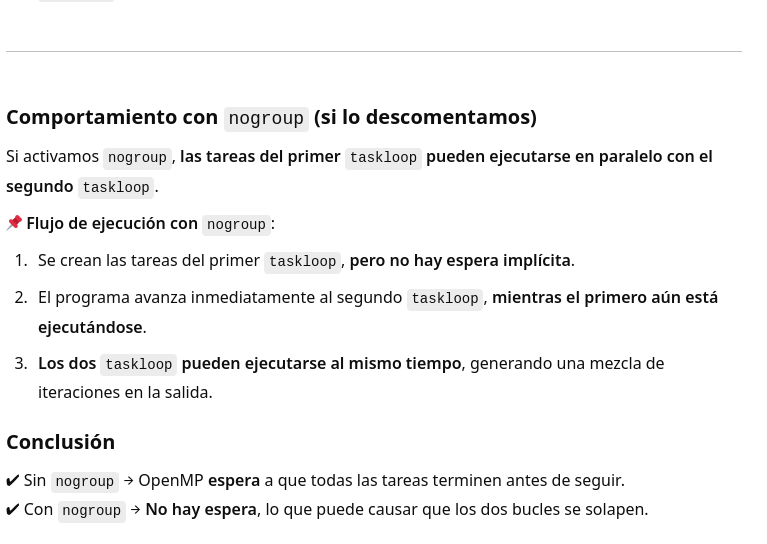 Comportamiento con nogroup (si lo descomentamos)
Si activamos nogroup, las tareas del primer taskloop pueden ejecutarse en paralelo con el
segundo taskloop.
📌 Flujo de ejecución con nogroup:
1. Se crean las tareas del primer taskloop, pero no hay espera implícita.
2. El programa avanza inmediatamente al segundo taskloop, mientras el primero aún está
ejecutándose.
3. Los dos taskloop pueden ejecutarse al mismo tiempo, generando una mezcla de
iteraciones en la salida.
Conclusión
✔ Sin nogroup → OpenMP espera a que todas las tareas terminen antes de seguir.
✔ Con nogroup → No hay espera, lo que puede causar que los dos bucles se solapen.